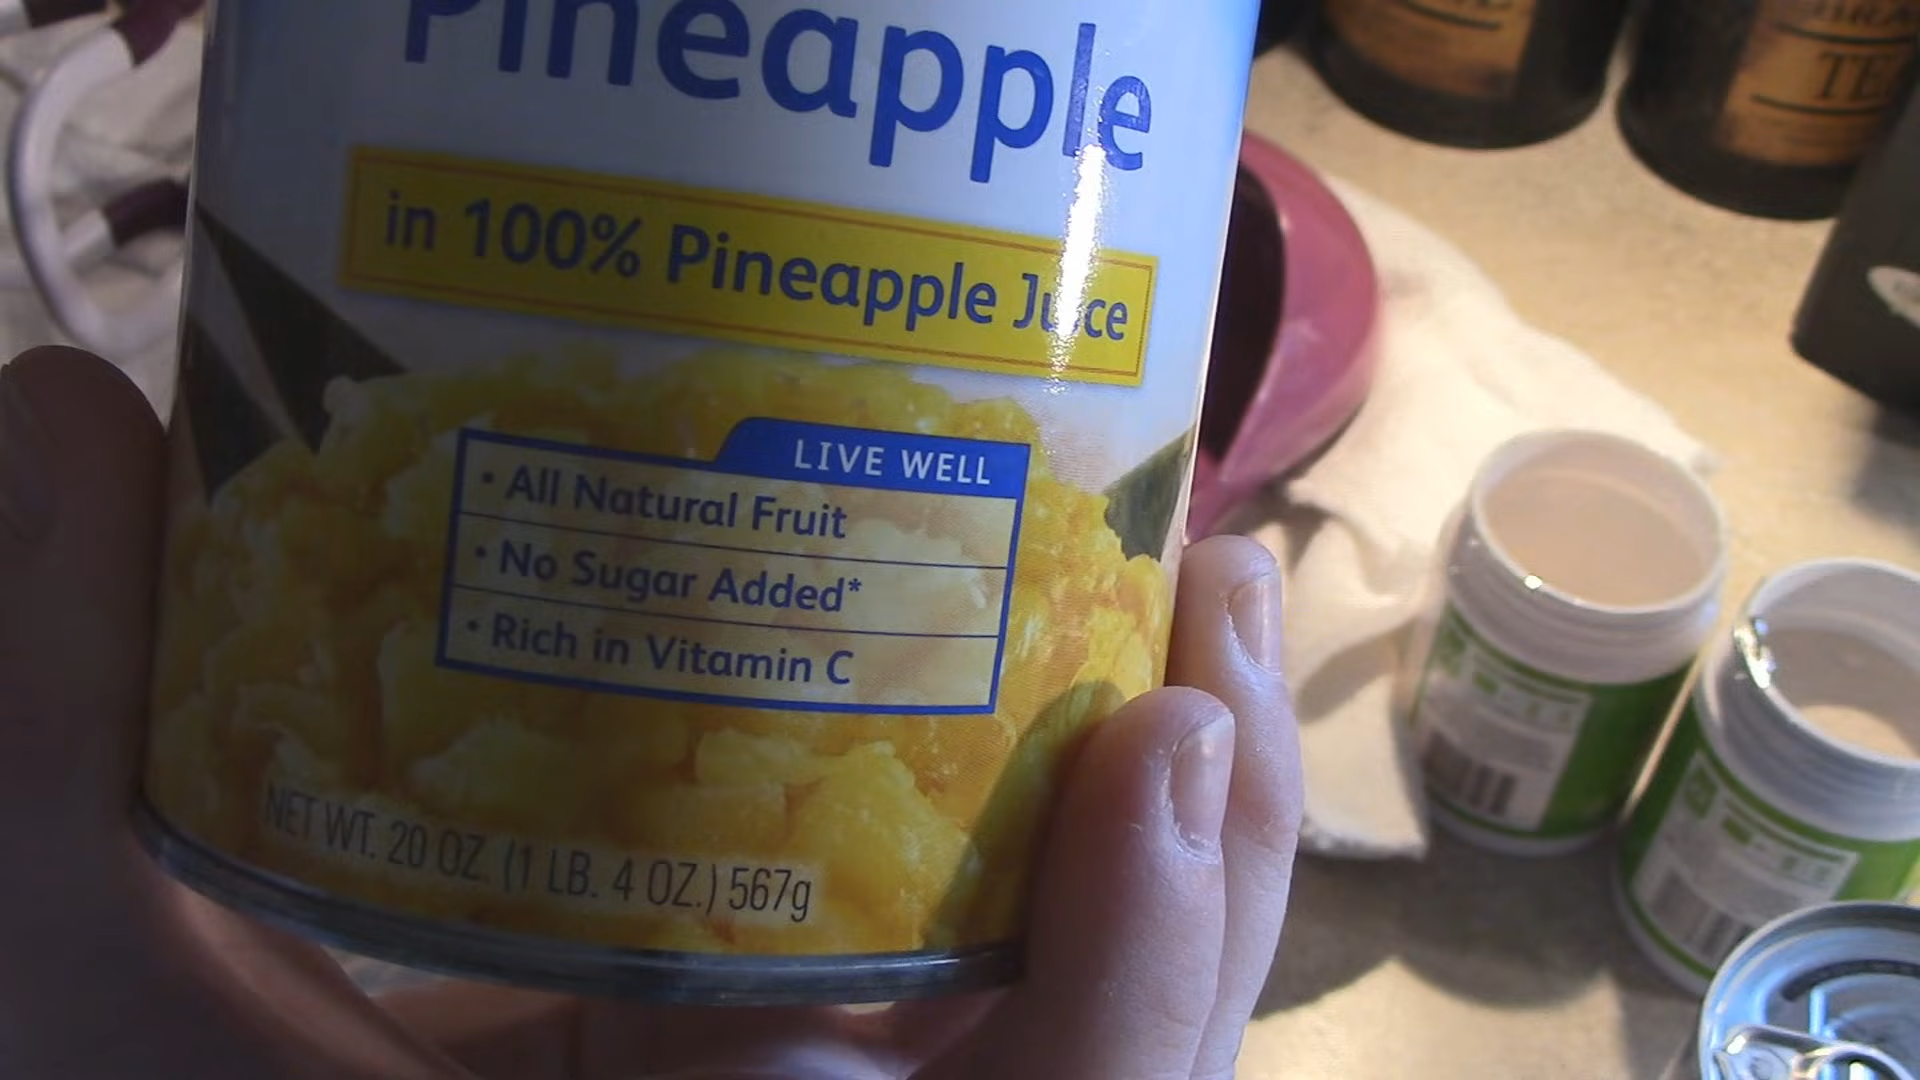 Pineapple
in 100% Pineapple Juice
LIVE WELL
• All Natural Fruit
• No Sugar Added*
• Rich in Vitamin C
NET WT. 20 OZ. (1 LB. 4 OZ.) 567g